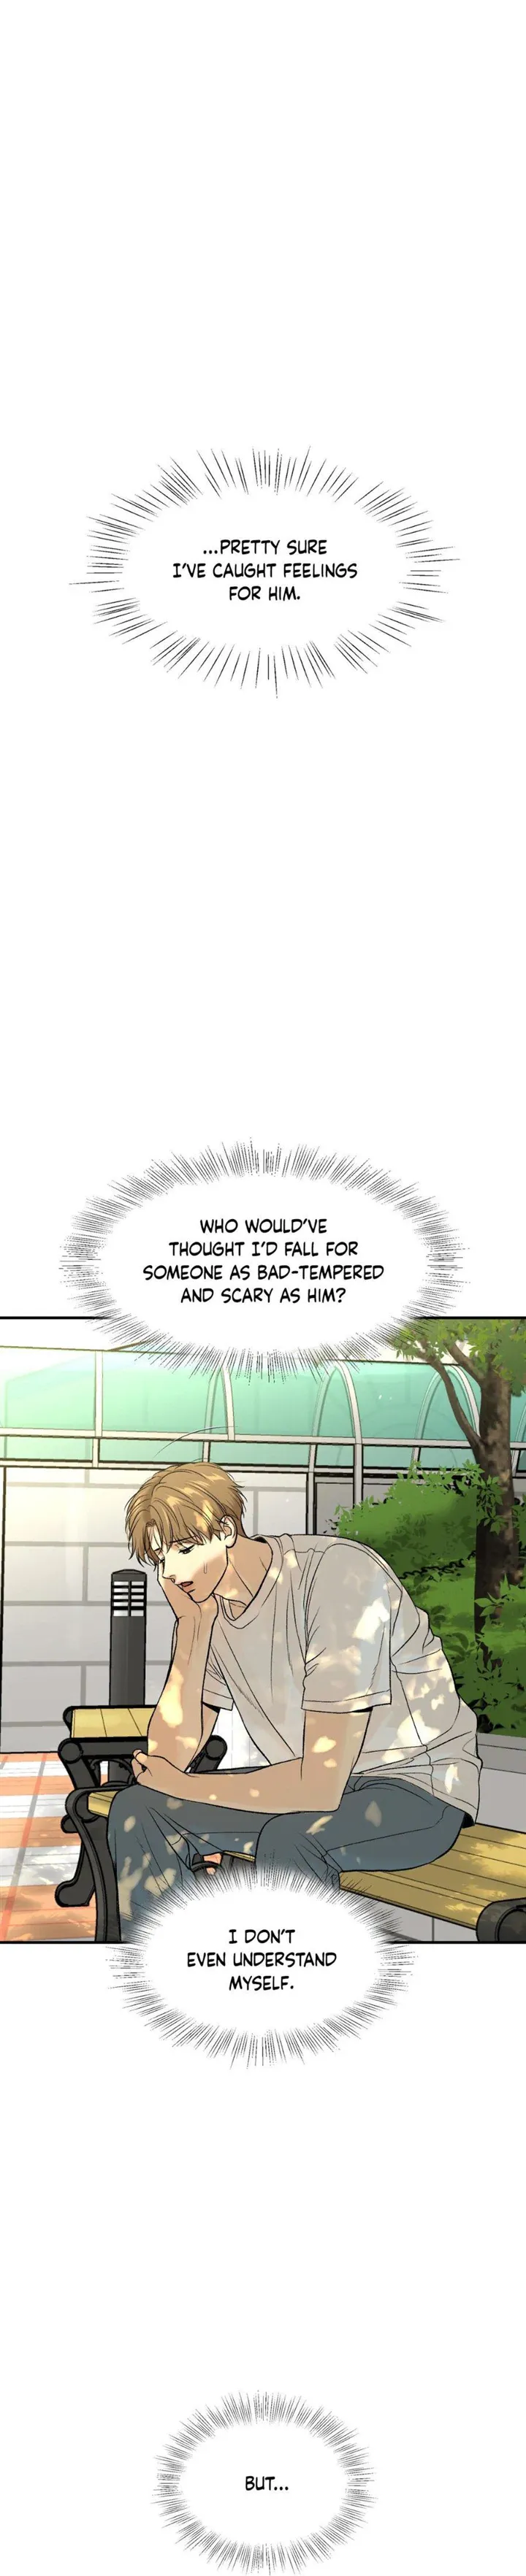 ...PRETTY SURE
I'VE CAUGHT FEELINGS
FOR HIM.
WHO WOULD'VE
THOUGHT I'D FALL FOR
SOMEONE AS BAD-TEMPERED
AND SCARY AS HIM?
I DON'T
EVEN UNDERSTAND
MYSELF.
BUT...